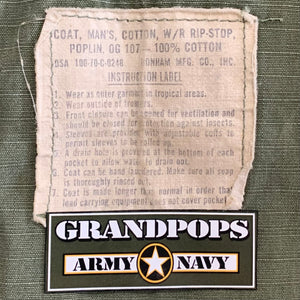 COAT, MAN'S, COTTON, W/R RIP-STOP,
POPLIN, OG 107 — 100% COTTON
DSA 100-70-C-0248 BONHAM MFG. CO., INC.
INSTRUCTION LABEL
1. Wear as outer garment in tropical areas.
2. Wear outside of trousers.
3. Front closure can be opened for ventilation and
should be closed for protection against insects.
Sleeves are provided with adjustable cuffs to
permit sleeves to be rolled up.
5. A drain hole is provided at the bottom of each
pocket to allow water to drain out.
6. Coat can be hand laundered. Make sure all soap
is thoroughly rinsed out.
7. Coat is made longer than normal in order that
load carrying equipment does not cover pocket
GRANDPOPS
ARMY NAVY